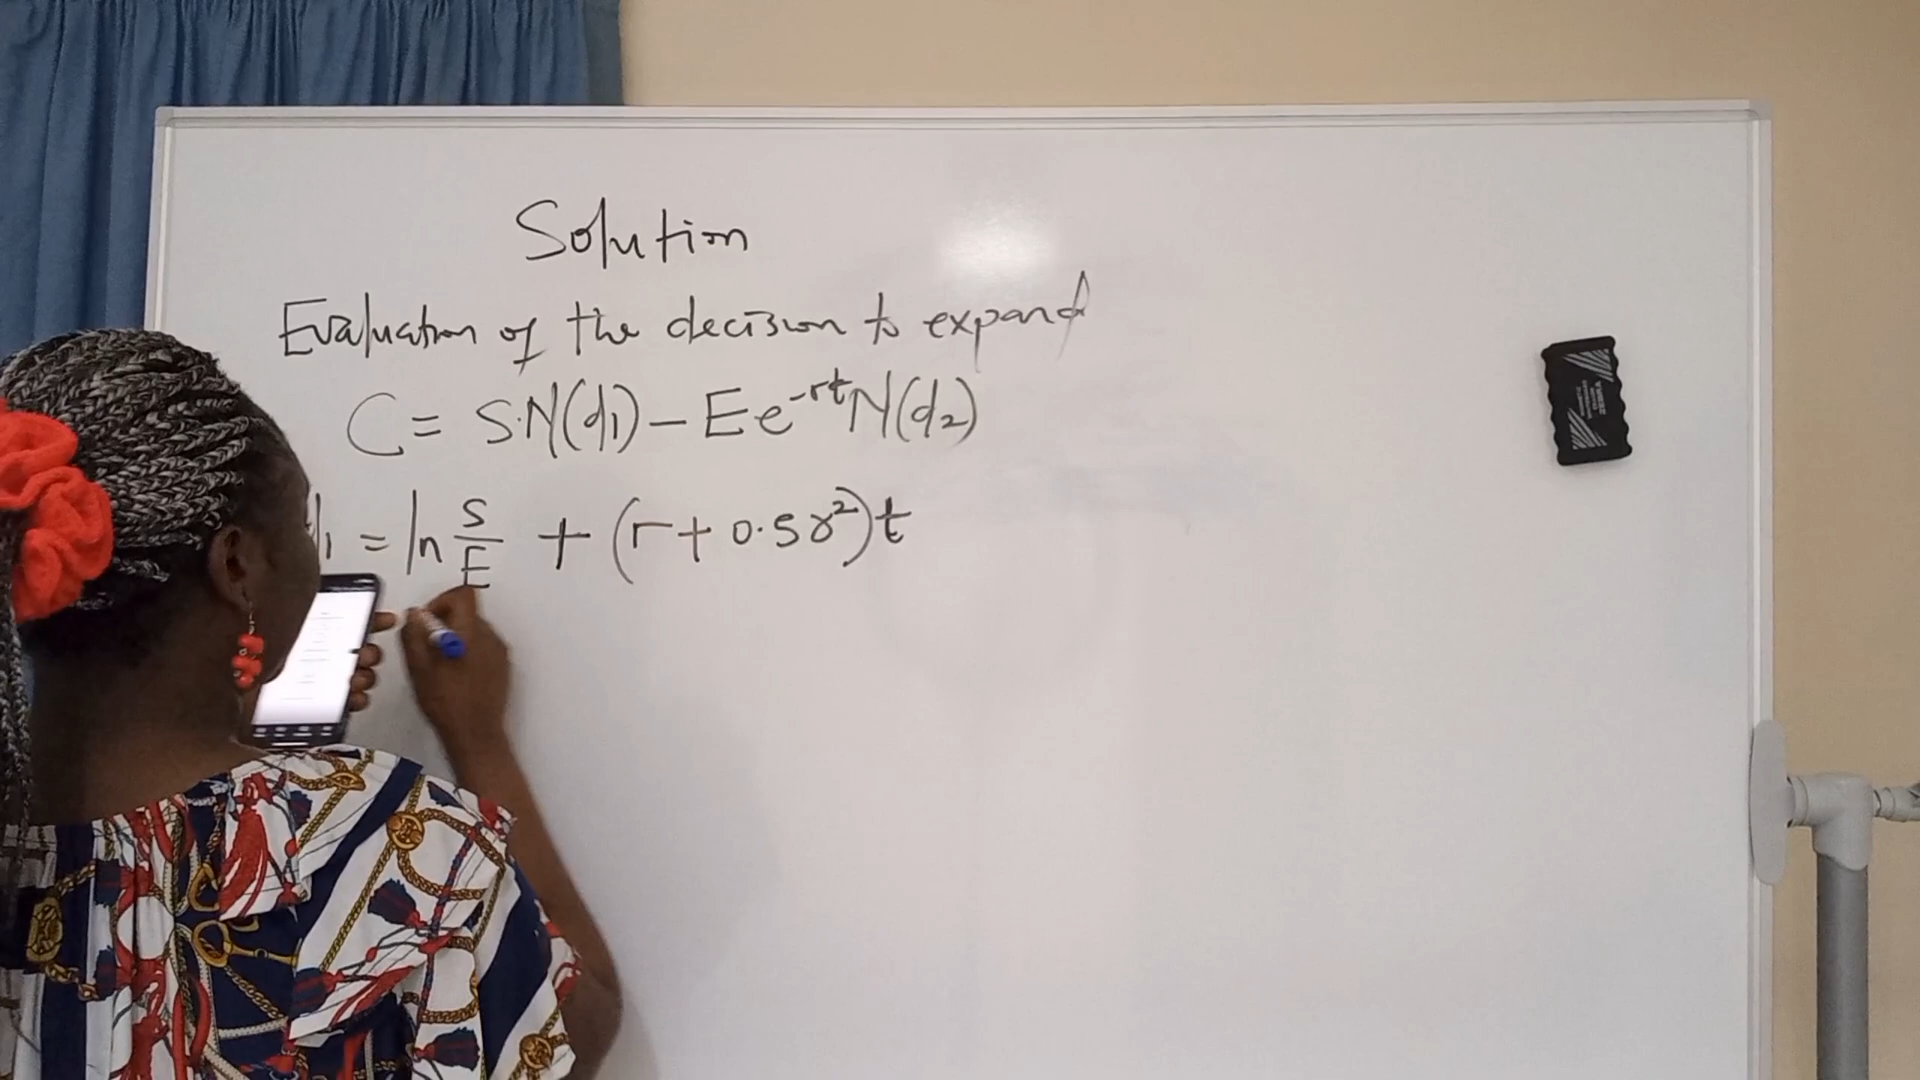 Solution
Evaluation of the decision to expand
C = S.N(d1) - Ee^-rt N(d2)
d1 = ln S/E + (r + 0.5σ²)t